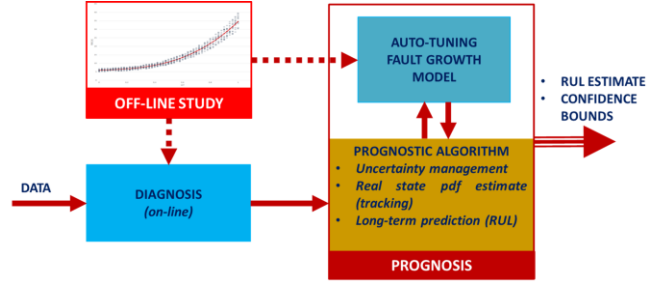 OFF-LINE STUDY
AUTO-TUNING
FAULT GROWTH
MODEL
• RUL ESTIMATE
• CONFIDENCE
BOUNDS
DATA
DIAGNOSIS
(on-line)
PROGNOSTIC ALGORITHM
• Uncertainty management
• Real state pdf estimate
(tracking)
• Long-term prediction (RUL)
PROGNOSIS